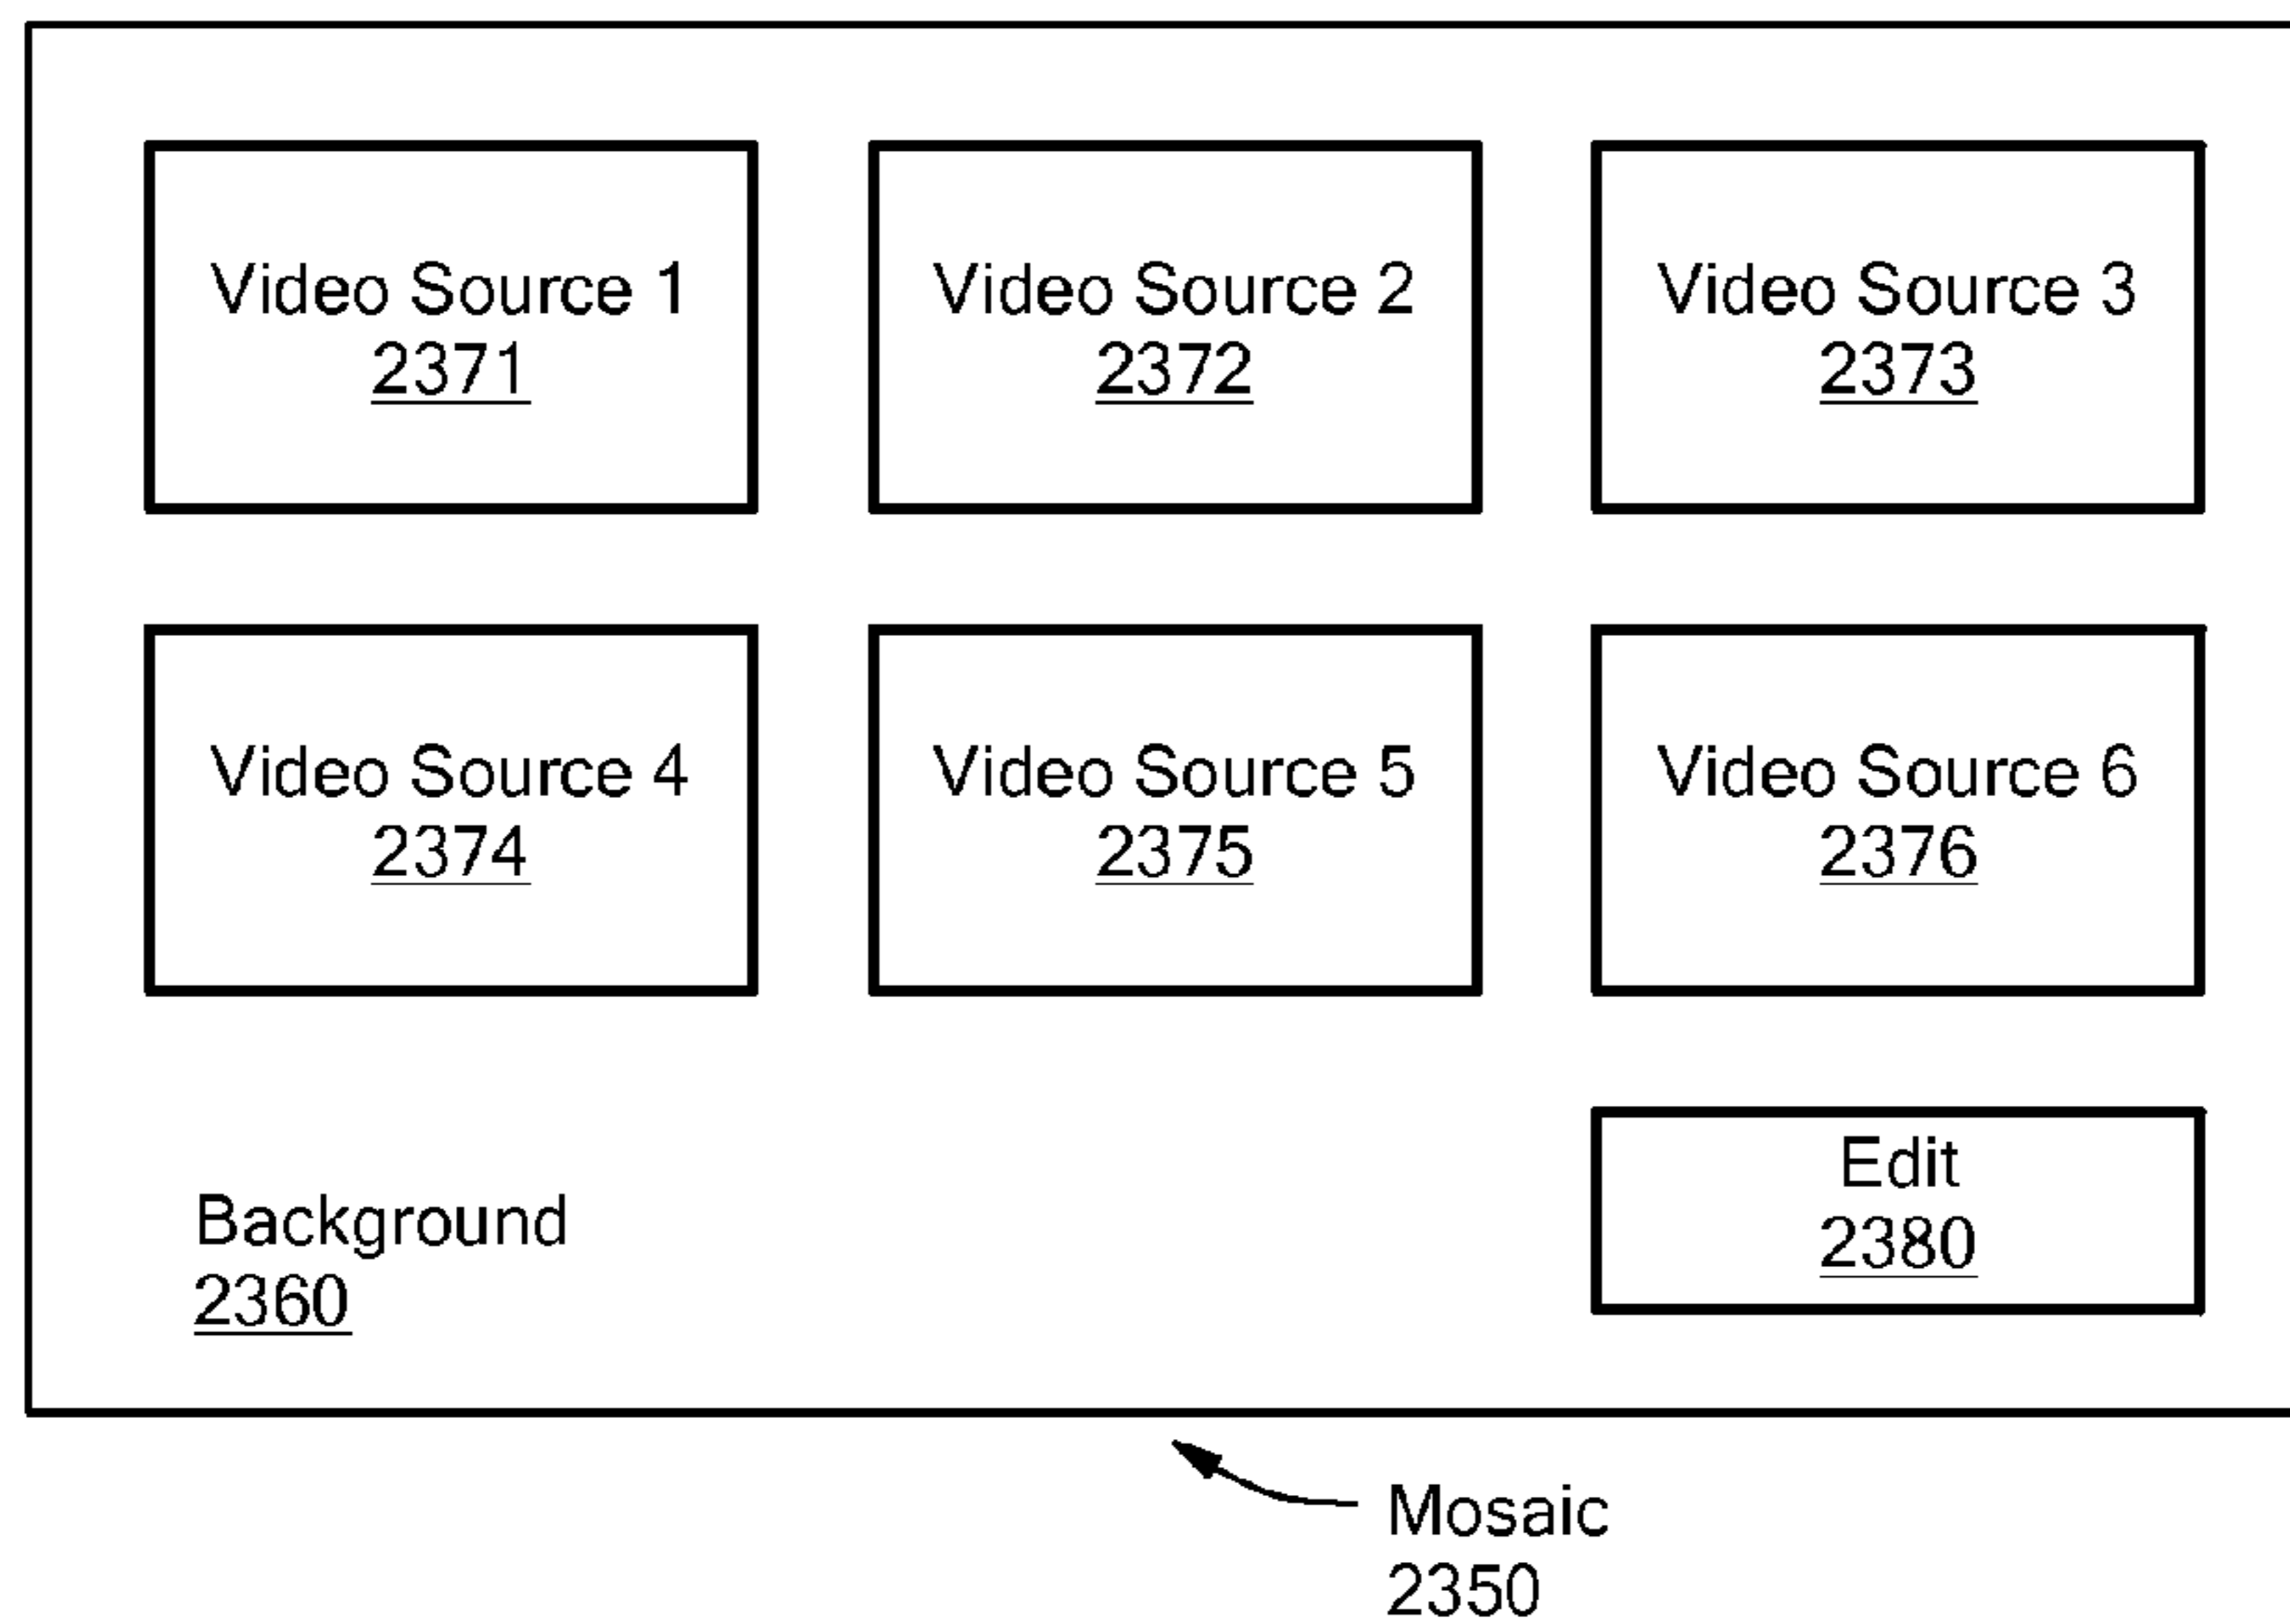 Video Source 1
2371
Video Source 2
2372
Video Source 3
2373
Video Source 4
2374
Video Source 5
2375
Video Source 6
2376
Edit
2380
Background
2360
Mosaic
2350